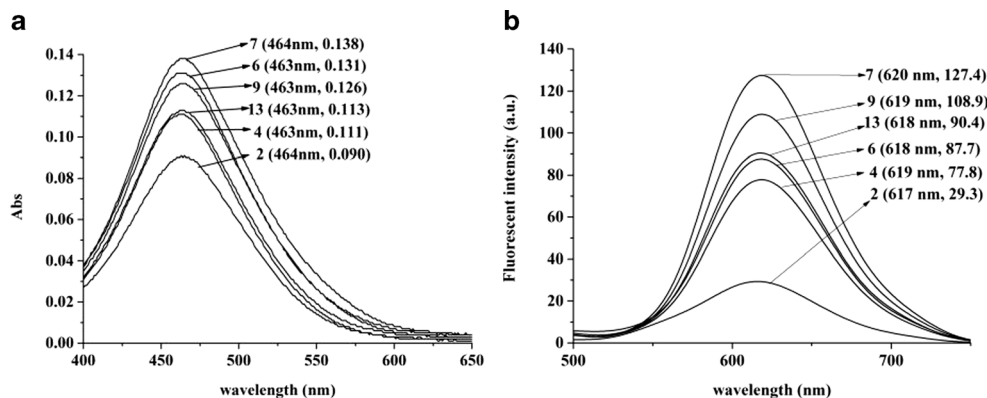 a
0.14
0.12
0.10
0.08
0.06
0.04
0.02
0.00
Abs
7 (464nm, 0.138)
6 (463nm, 0.131)
9 (463nm, 0.126)
13 (463nm, 0.113)
4 (463nm, 0.111)
2 (464nm, 0.090)
400 450 500 550 600 650
wavelength (nm)
b
140
120
100
80
60
40
20
0
Fluorescent intensity (a.u.)
7 (620 nm, 127.4)
9 (619 nm, 108.9)
13 (618 nm, 90.4)
6 (618 nm, 87.7)
4 (619 nm, 77.8)
2 (617 nm, 29.3)
500 600 700
wavelength (nm)